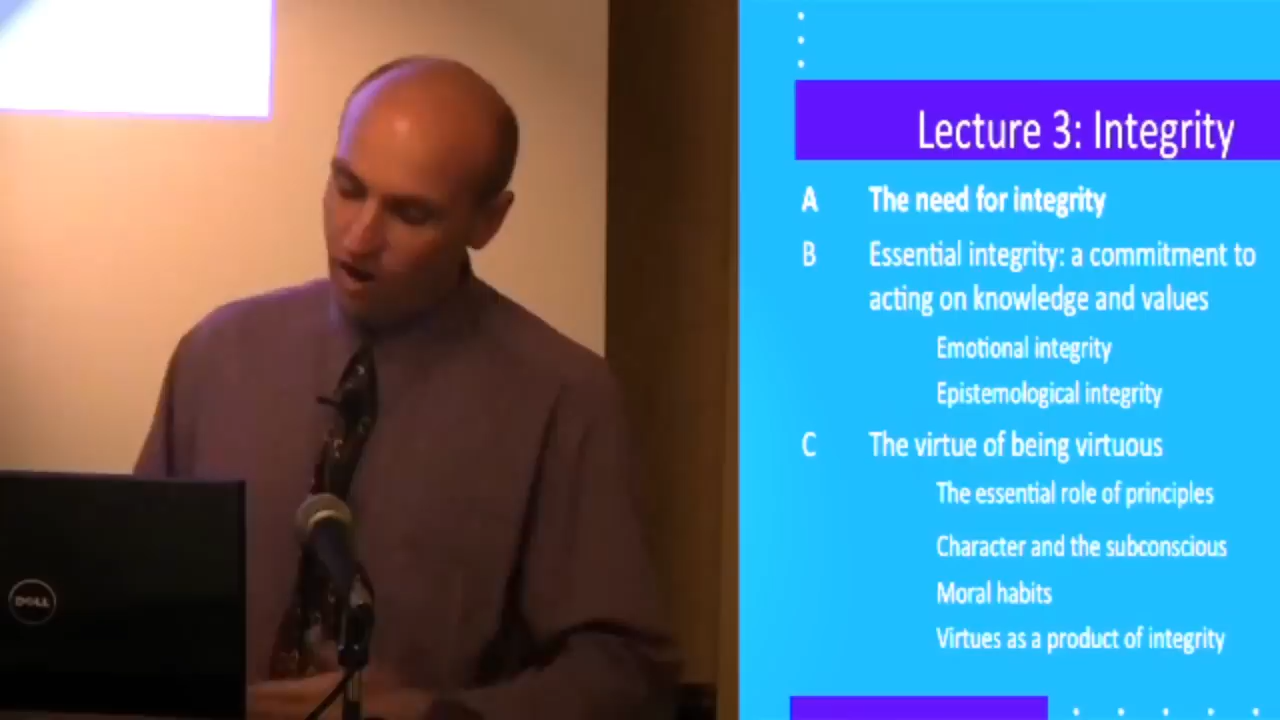 Lecture 3: Integrity
A The need for integrity
B Essential integrity: a commitment to
acting on knowledge and values
Emotional integrity
Epistemological integrity
C The virtue of being virtuous
The essential role of principles
Character and the subconscious
Moral habits
Virtues as a product of integrity
DELL